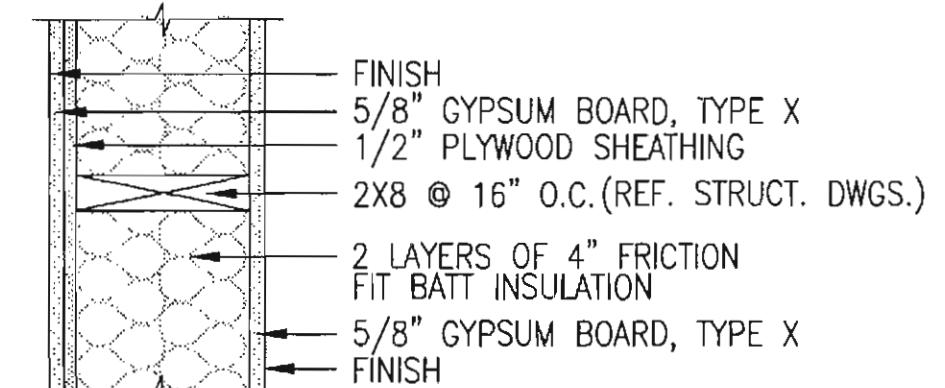 FINISH
5/8" GYPSUM BOARD, TYPE X
1/2" PLYWOOD SHEATHING
2X8 @ 16" O.C.(REF. STRUCT. DWGS.)
2 LAYERS OF 4" FRICTION
FIT BATT INSULATION
5/8" GYPSUM BOARD, TYPE X
FINISH